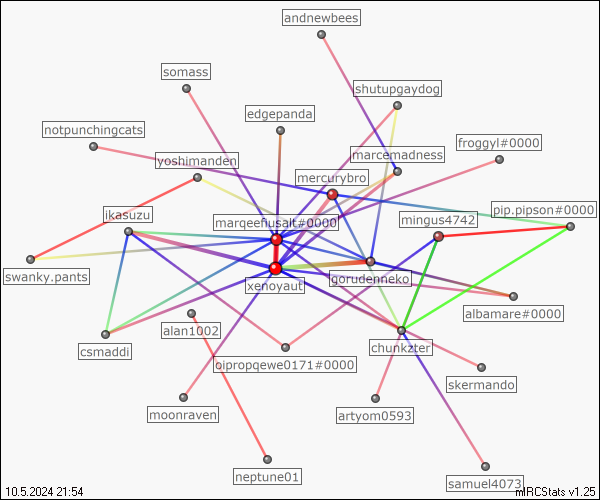 andnewbees
somass
shutupgaydog
edgepanda
notpunchingcats
froggyl#0000
marcemadness
yoshimanden
mercurybro
ikasuzu
marqeefusalt#0000
mingus4742
pip.pipson#0000
swanky.pants
xenoyaut
gorudenneko
albamare#0000
alan1002
csmaddi
oipropqewe0171#0000
chunkzter
skermando
moonraven
artyom0593
neptune01
samuel4073
10.5.2024 21:54
mIRCStats v1.25